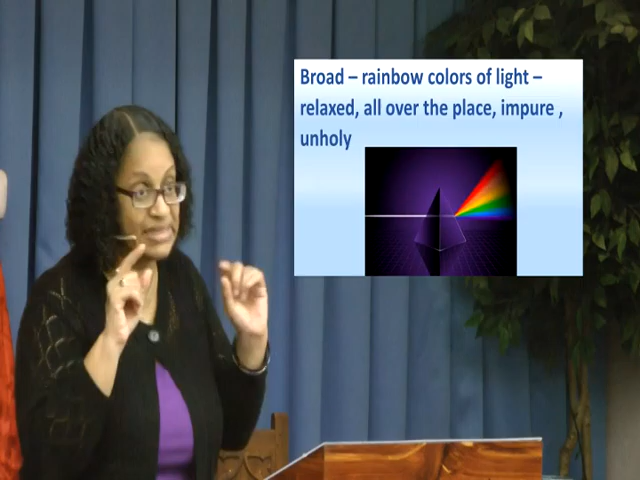 Broad – rainbow colors of light –
relaxed, all over the place, impure ,
unholy